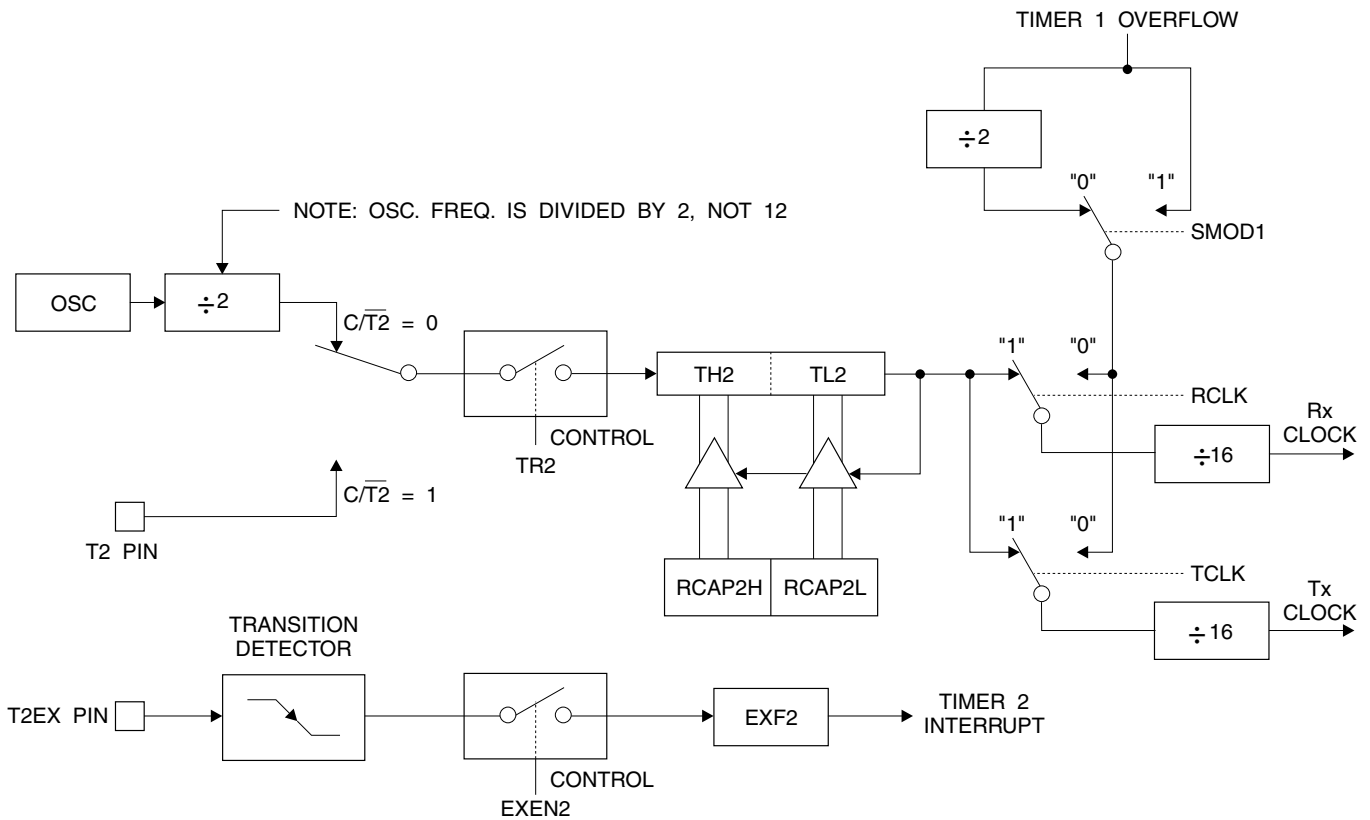 TIMER 1 OVERFLOW
÷2
"0" "1"
NOTE: OSC. FREQ. IS DIVIDED BY 2, NOT 12
SMOD1
OSC
÷2
C/T2̅ = 0
TH2 TL2
"1" "0"
RCLK
Rx
CLOCK
÷16
CONTROL
TR2
C/T2̅ = 1
T2 PIN
"1" "0"
RCAP2H RCAP2L
TCLK
Tx
CLOCK
÷16
TRANSITION
DETECTOR
T2EX PIN
EXF2
TIMER 2
INTERRUPT
CONTROL
EXEN2